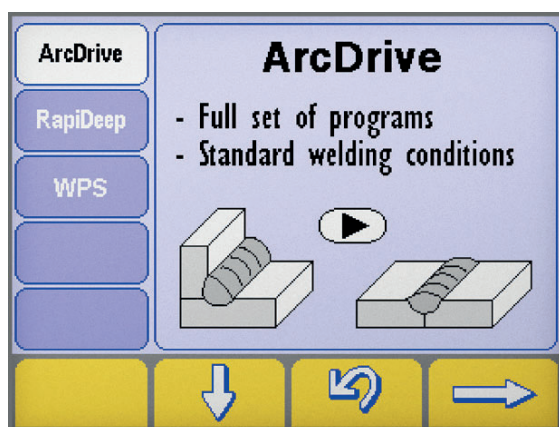 ArcDrive
RapiDeep
WPS
ArcDrive
- Full set of programs
- Standard welding conditions